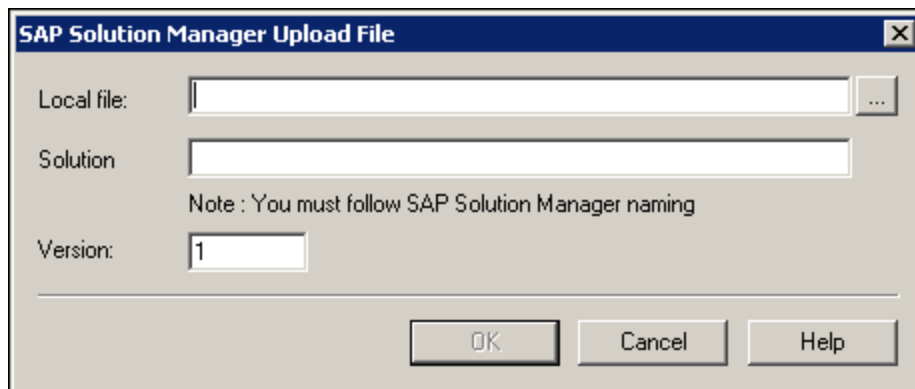 SAP Solution Manager Upload File
Local file:
...
Solution
Note : You must follow SAP Solution Manager naming
Version:
1
OK
Cancel
Help